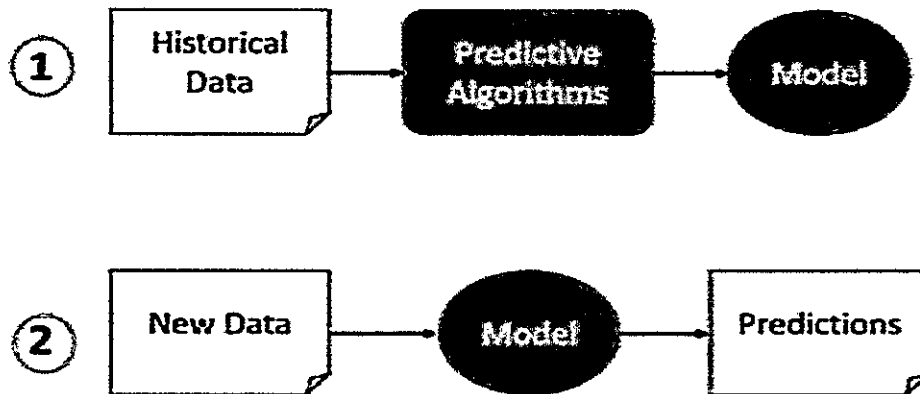 1
Historical
Data
Predictive
Algorithms
Model
2
New Data
Model
Predictions